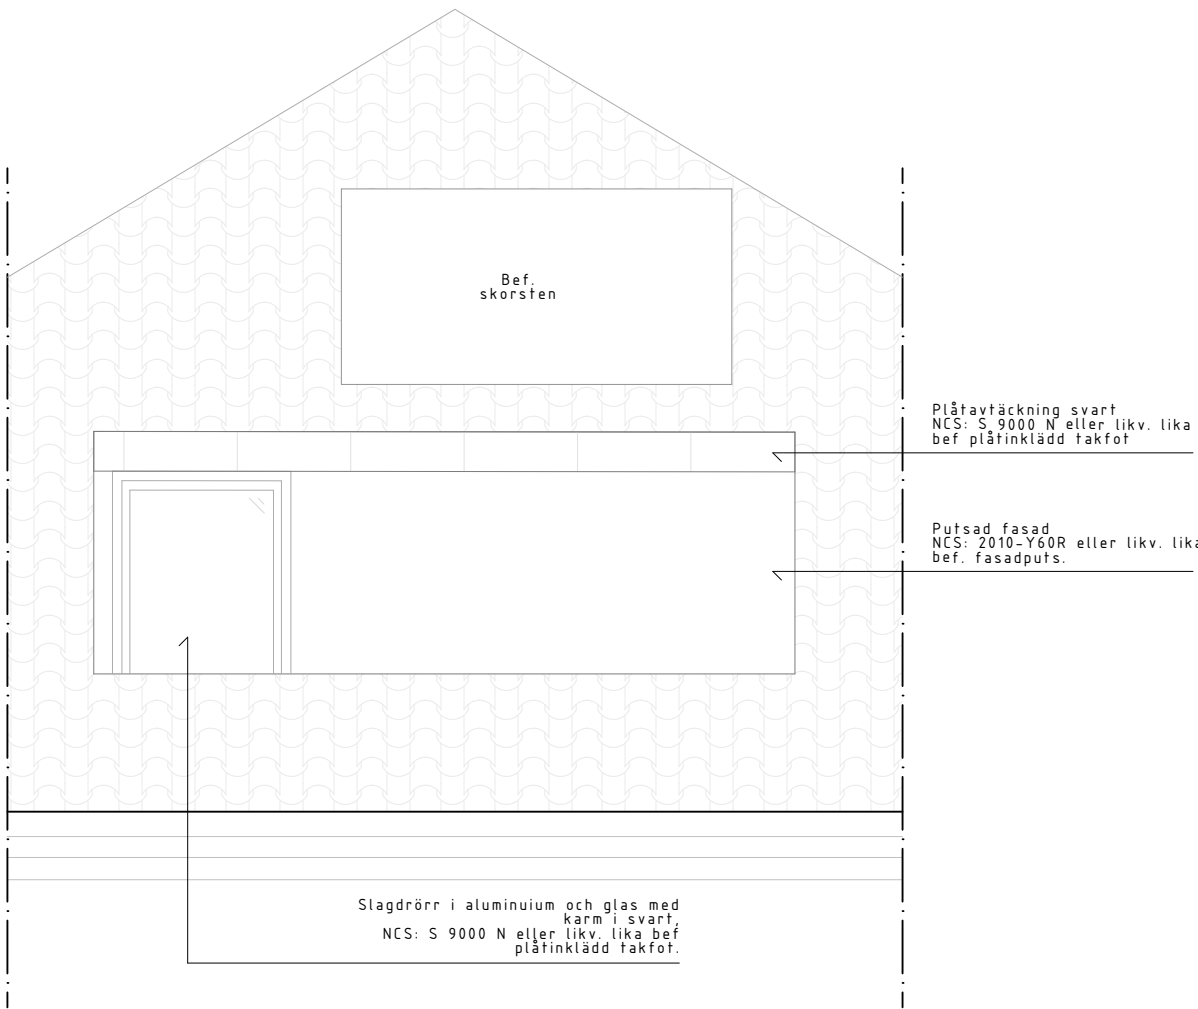 Bef.
skorsten
Plåtavtäckning svart
NCS: S 9000 N eller likv. lika
bef plåtinklädd takfot
Putsad fasad
NCS: 2010-Y60R eller likv. lika
bef. fasadputs.
Slagdrörr i aluminuium och glas med
karm i svart,
NCS: S 9000 N eller likv. lika bef
plåtinklädd takfot.